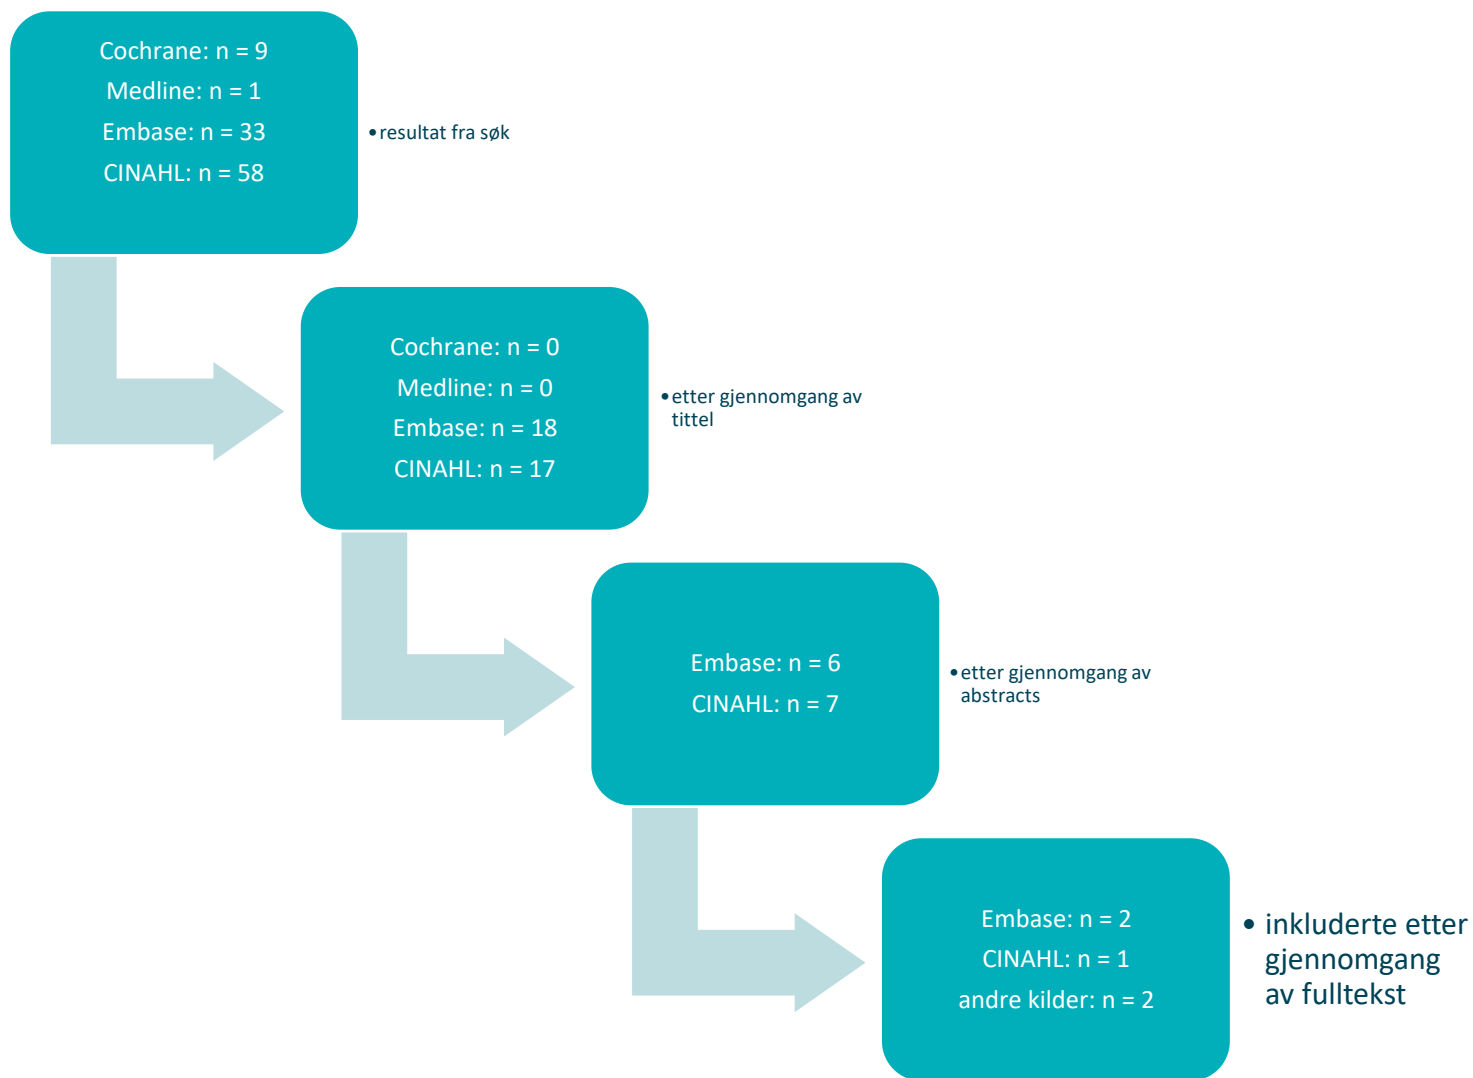 Cochrane: n = 9
Medline: n = 1
Embase: n = 33
CINAHL: n = 58
•resultat fra søk
Cochrane: n = 0
Medline: n = 0
Embase: n = 18
CINAHL: n = 17
•etter gjennomgang av
tittel
Embase: n = 6
CINAHL: n = 7
•etter gjennomgang av
abstracts
Embase: n = 2
CINAHL: n = 1
andre kilder: n = 2
• inkluderte etter
gjennomgang
av fulltekst